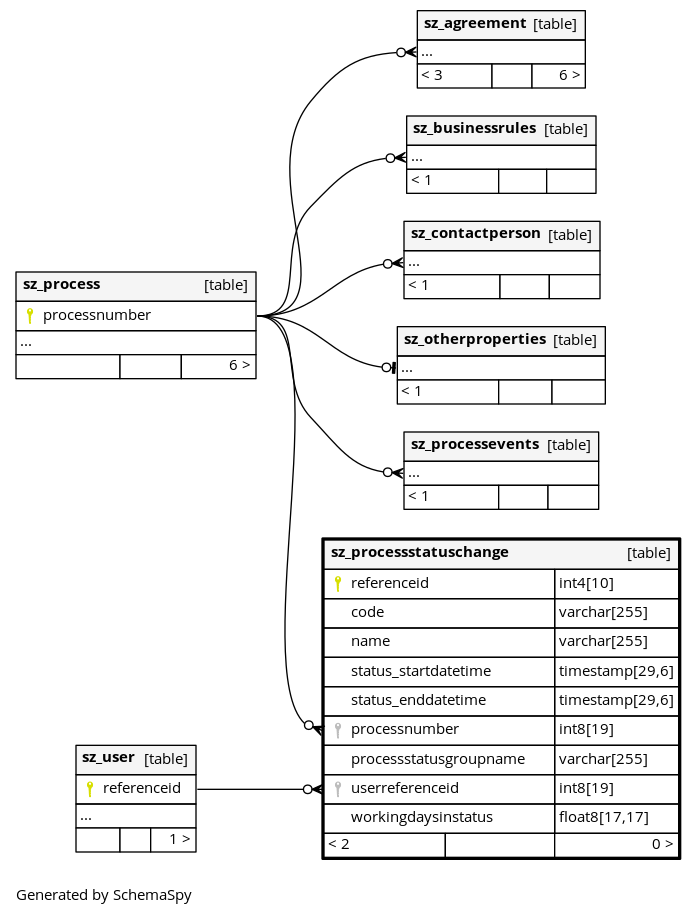 sz_agreement [table]
...
< 3 6 >
sz_businessrules [table]
...
< 1
sz_contactperson [table]
...
< 1
sz_process [table]
processnumber
...
6 >
sz_otherproperties [table]
...
< 1
sz_processevents [table]
...
< 1
sz_processstatuschange [table]
referenceid int4[10]
code varchar[255]
name varchar[255]
status_startdatetime timestamp[29,6]
status_enddatetime timestamp[29,6]
processnumber int8[19]
processstatusgroupname varchar[255]
userreferenceid int8[19]
workingdaysinstatus float8[17,17]
< 2 0 >
sz_user [table]
referenceid
...
1 >
Generated by SchemaSpy